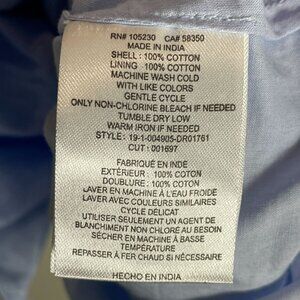 RN# 105230 CA# 58350
MADE IN INDIA
SHELL : 100% COTTON
LINING : 100% COTTON
MACHINE WASH COLD
WITH LIKE COLORS
GENTLE CYCLE
ONLY NON-CHLORINE BLEACH IF NEEDED
TUMBLE DRY LOW
WARM IRON IF NEEDED
STYLE : 19-1-004905-DR01761
CUT : 001697
FABRIQUÉ EN INDE
EXTÉRIEUR : 100% COTON
DOUBLURE : 100% COTON
LAVER EN MACHINE À L'EAU FROIDE
LAVER AVEC COULEURS SIMILAIRES
CYCLE DÉLICAT
UTILISER SEULEMENT UN AGENT DE
BLANCHIMENT NON CHLORÉ AU BESOIN
SÉCHER EN MACHINE À BASSE
TEMPÉRATURE
REPASSER À FER CHAUD SI NÉCESSAIRE
HECHO EN INDIA